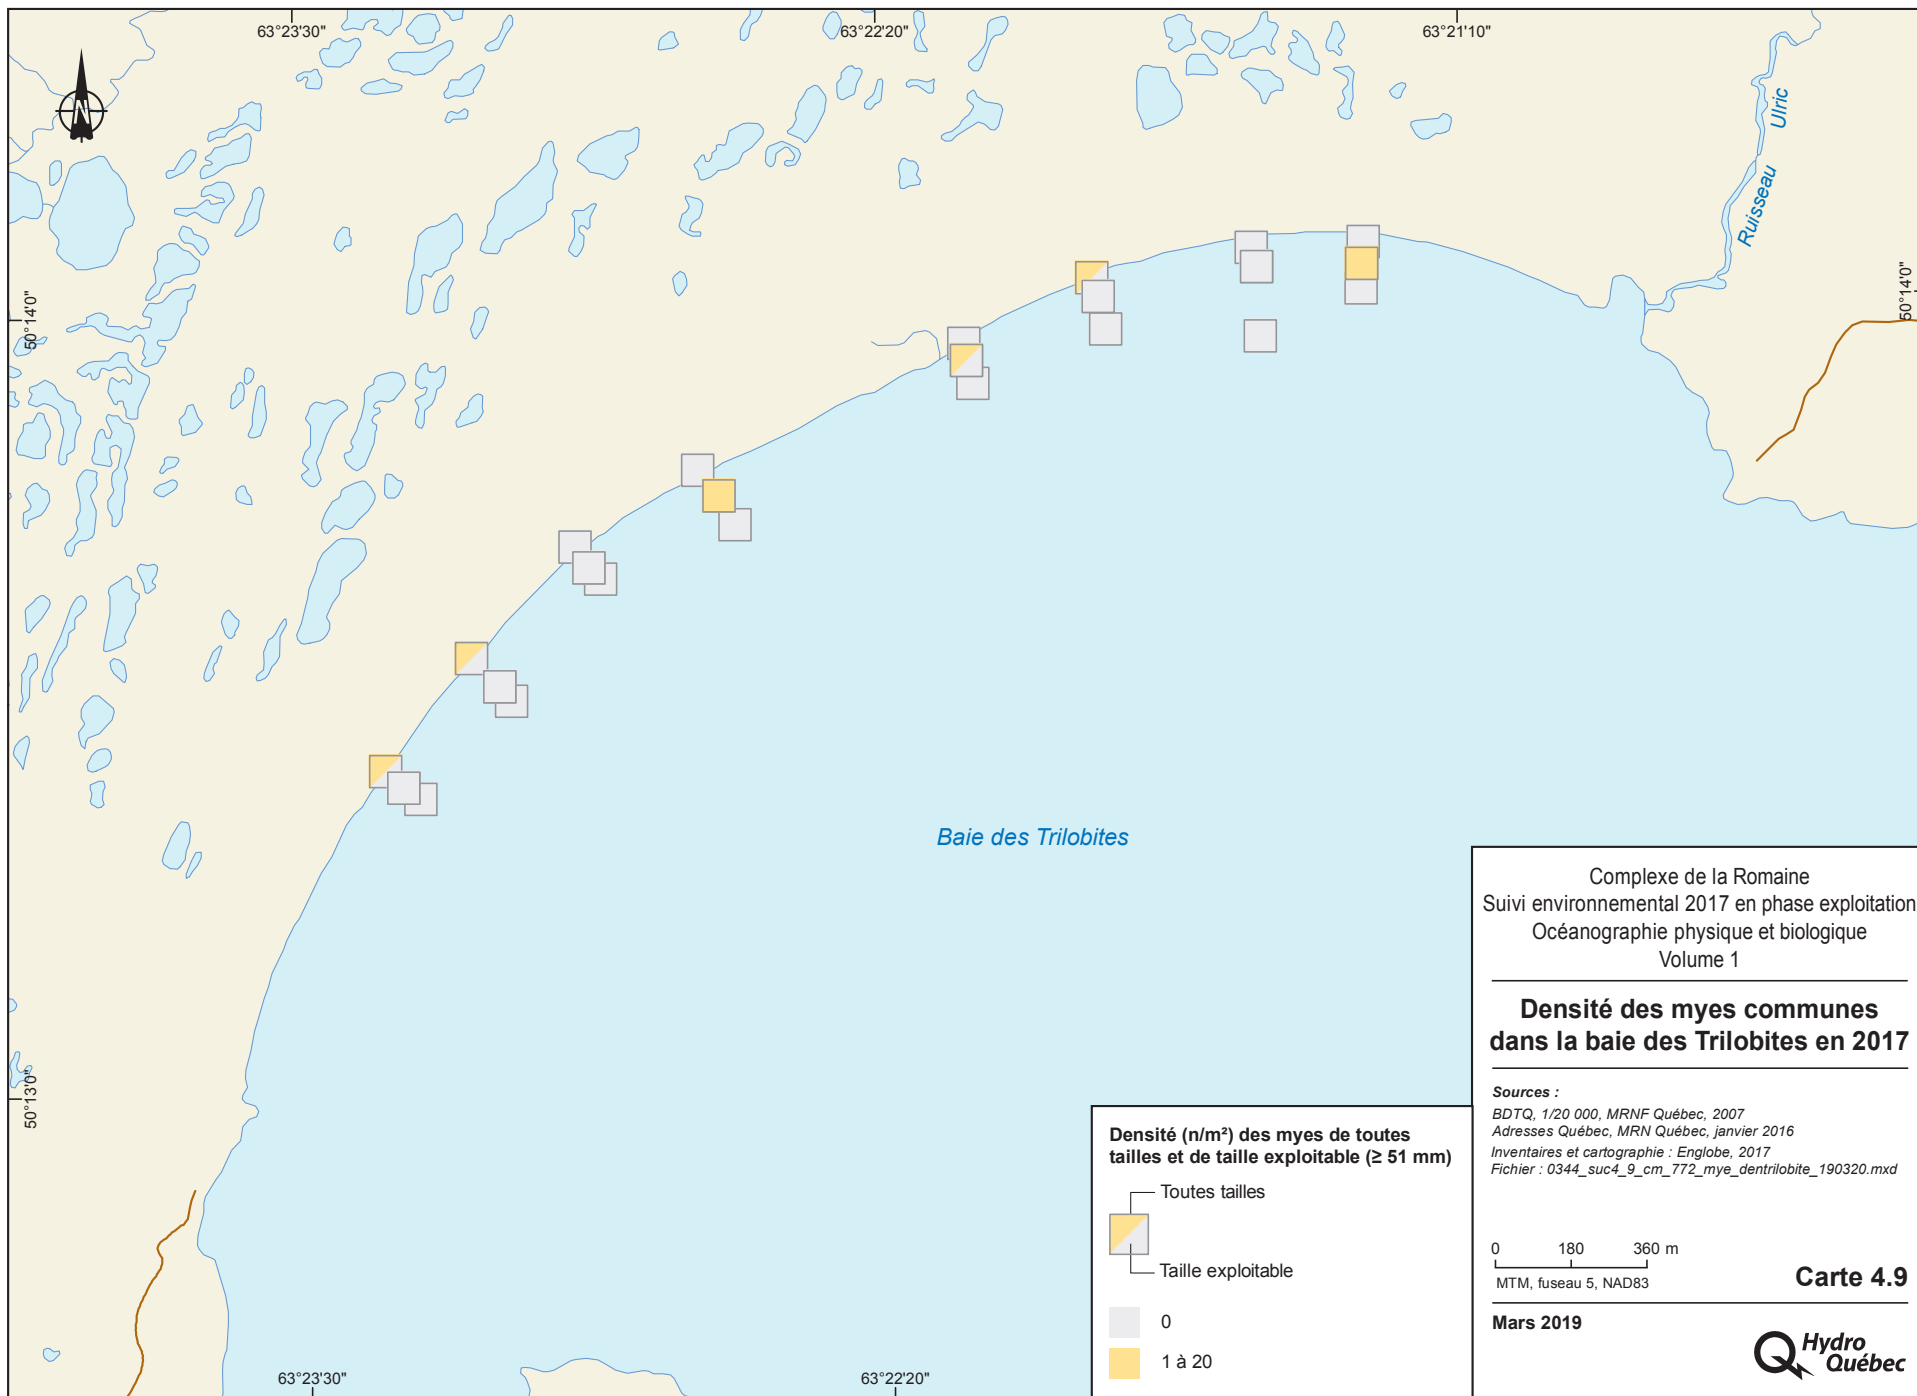 63°23'30"
63°22'20"
63°21'10"
N
Ruisseau Ulric
50°14'0"
50°14'0"
Baie des Trilobites
50°13'0"
63°23'30"
63°22'20"
Densité (n/m²) des myes de toutes
tailles et de taille exploitable (≥ 51 mm)
Toutes tailles
Taille exploitable
0
1 à 20
Complexe de la Romaine
Suivi environnemental 2017 en phase exploitation
Océanographie physique et biologique
Volume 1
Densité des myes communes
dans la baie des Trilobites en 2017
Sources :
BDTQ, 1/20 000, MRNF Québec, 2007
Adresses Québec, MRN Québec, janvier 2016
Inventaires et cartographie : Englobe, 2017
Fichier : 0344_suc4_9_cm_772_mye_dentrilobite_190320.mxd
0 180 360 m
MTM, fuseau 5, NAD83
Carte 4.9
Mars 2019
Hydro
Québec